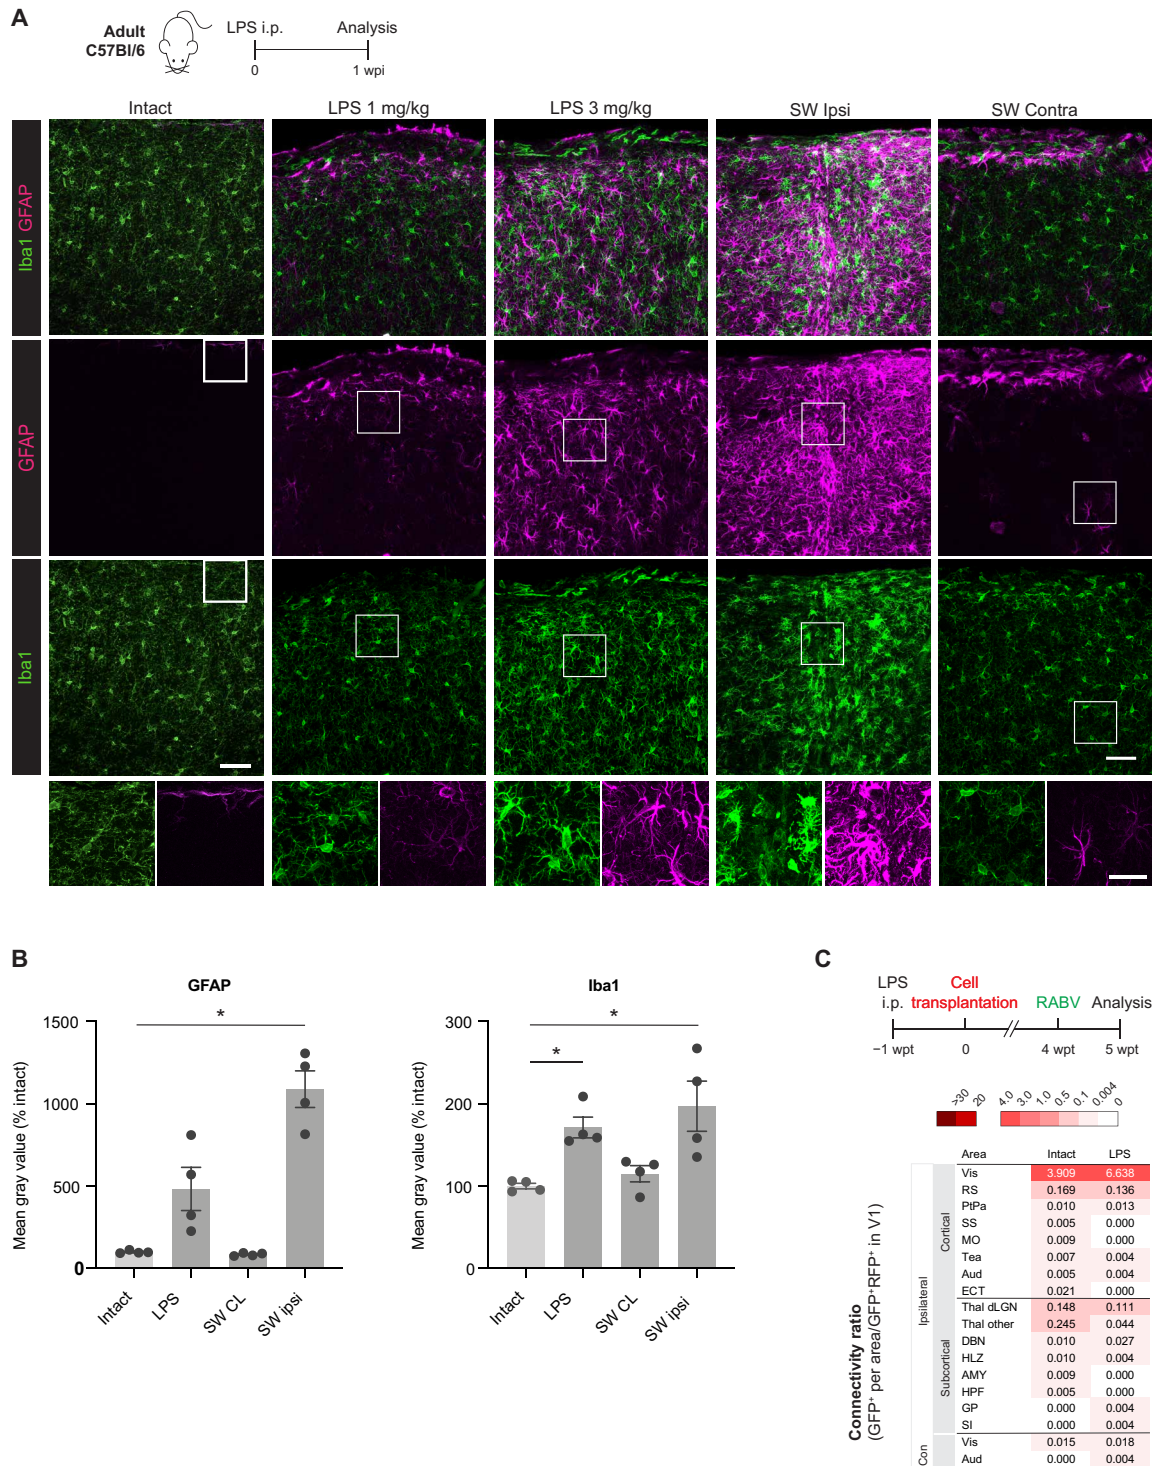 A
Adult
C57Bl/6
LPS i.p.
Analysis
0
1 wpi
Intact
LPS 1 mg/kg
LPS 3 mg/kg
SW Ipsi
SW Contra
Iba1 GFAP
GFAP
Iba1
B
GFAP
Mean gray value (% intact)
1500
1000
500
0
*
Intact
LPS
SW CL
SW ipsi
Iba1
Mean gray value (% intact)
300
200
100
0
*
*
Intact
LPS
SW CL
SW ipsi
C
LPS
i.p.
Cell
transplantation
RABV
Analysis
−1 wpt
0
4 wpt
5 wpt
>30
20
4.0
3.0
1.0
0.5
0.1
0.004
0
Connectivity ratio
(GFP⁺ per area/GFP⁺RFP⁺ in V1)
Ipsilateral
Cortical
Subcortical
Con
Area Intact LPS
Vis 3.909 6.638
RS 0.169 0.136
PtPa 0.010 0.013
SS 0.005 0.000
MO 0.009 0.000
Tea 0.007 0.004
Aud 0.005 0.004
ECT 0.021 0.000
Thal dLGN 0.148 0.111
Thal other 0.245 0.044
DBN 0.010 0.027
HLZ 0.010 0.004
AMY 0.009 0.000
HPF 0.005 0.000
GP 0.000 0.004
SI 0.000 0.004
Vis 0.015 0.018
Aud 0.000 0.004